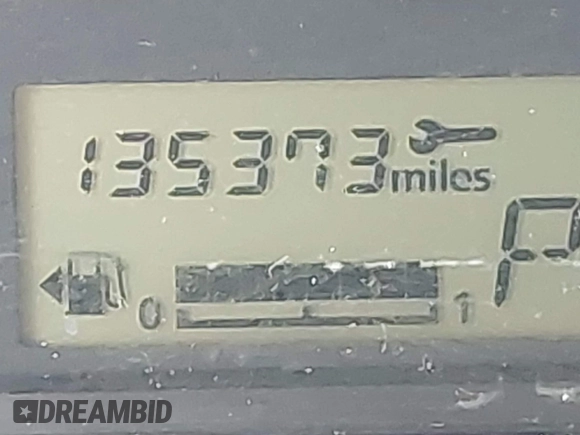 135373 miles
P
0 1
DREAMBID